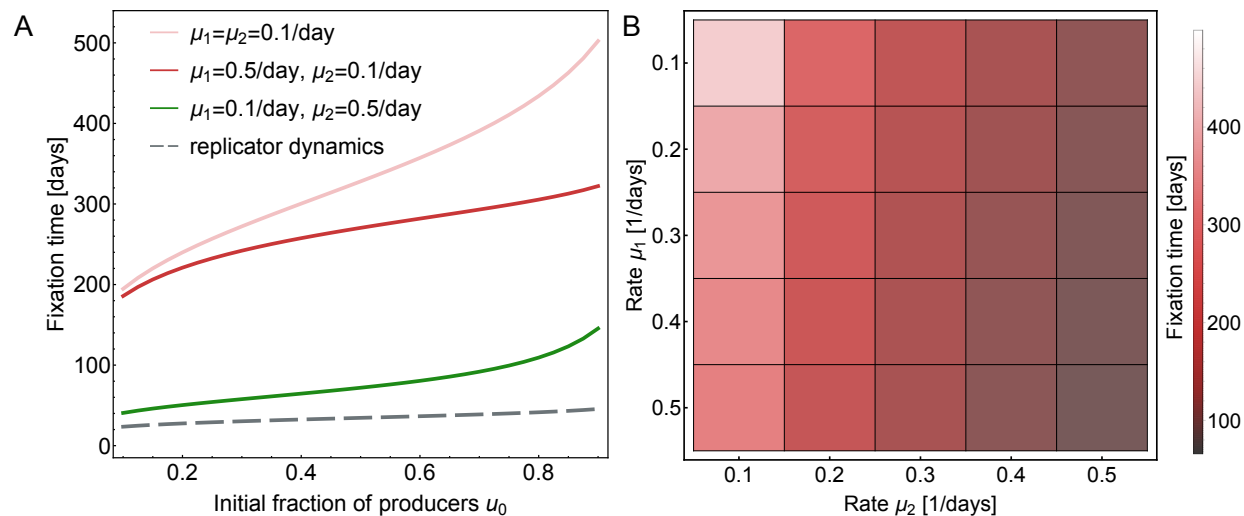 A
500
400
300
200
100
0
Fixation time [days]
μ1=μ2=0.1/day
μ1=0.5/day, μ2=0.1/day
μ1=0.1/day, μ2=0.5/day
replicator dynamics
0.2 0.4 0.6 0.8
Initial fraction of producers u0
B
0.1
0.2
0.3
0.4
0.5
Rate μ1 [1/days]
0.1 0.2 0.3 0.4 0.5
Rate μ2 [1/days]
Fixation time [days]
400
300
200
100